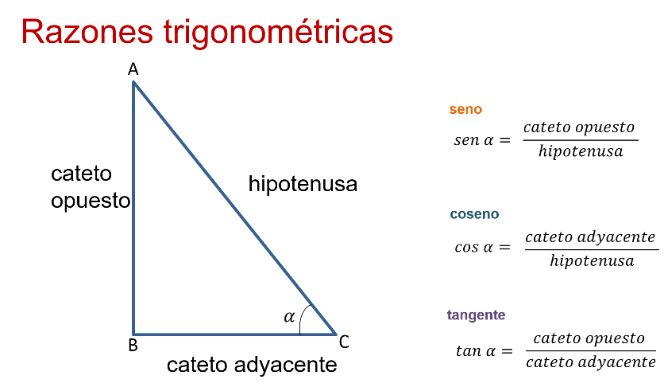 Razones trigonométricas
A
cateto
opuesto
hipotenusa
α
B
C
cateto adyacente
seno
sen α = cateto opuesto / hipotenusa
coseno
cos α = cateto adyacente / hipotenusa
tangente
tan α = cateto opuesto / cateto adyacente